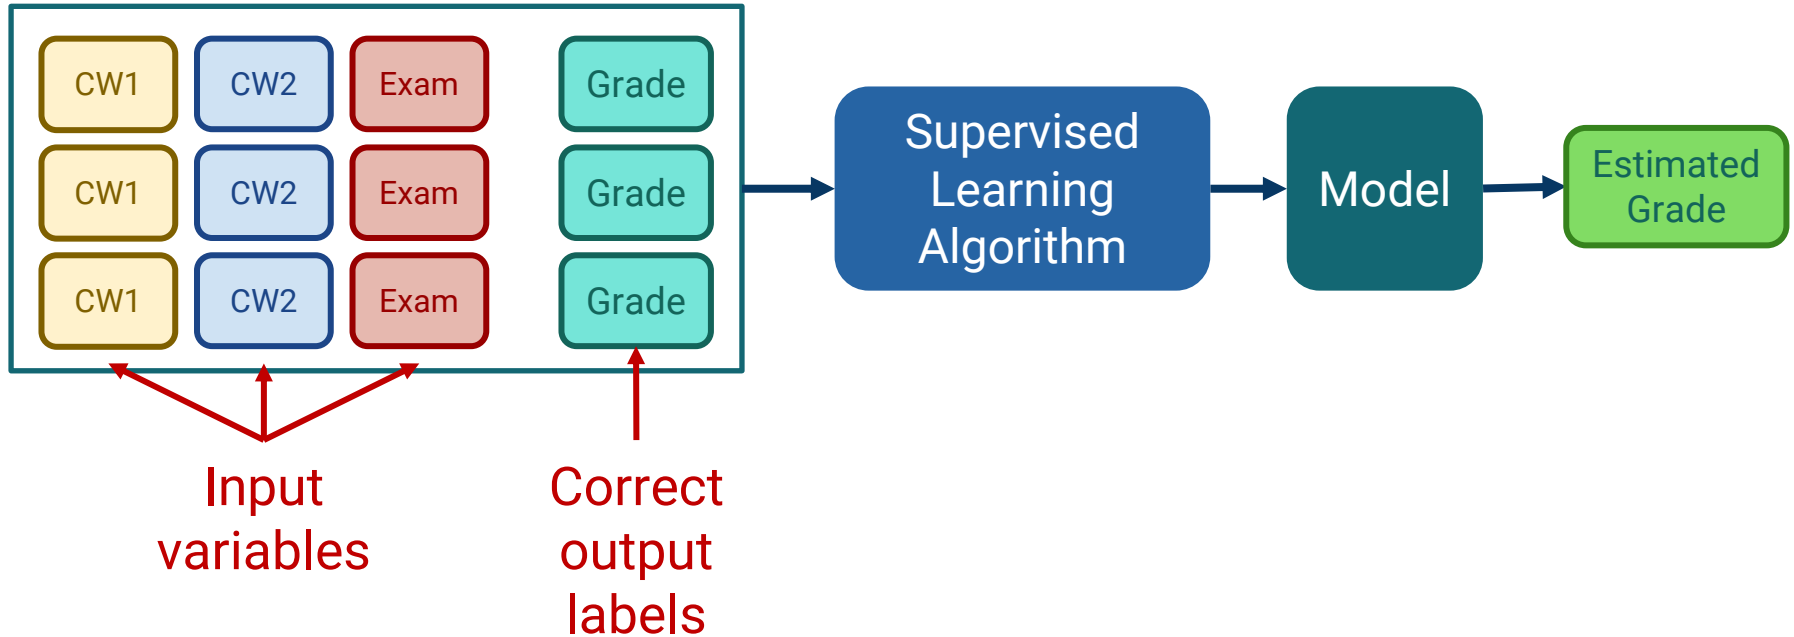 CW1 CW2 Exam Grade
CW1 CW2 Exam Grade
CW1 CW2 Exam Grade
Supervised
Learning
Algorithm
Model
Estimated
Grade
Input
variables
Correct
output
labels